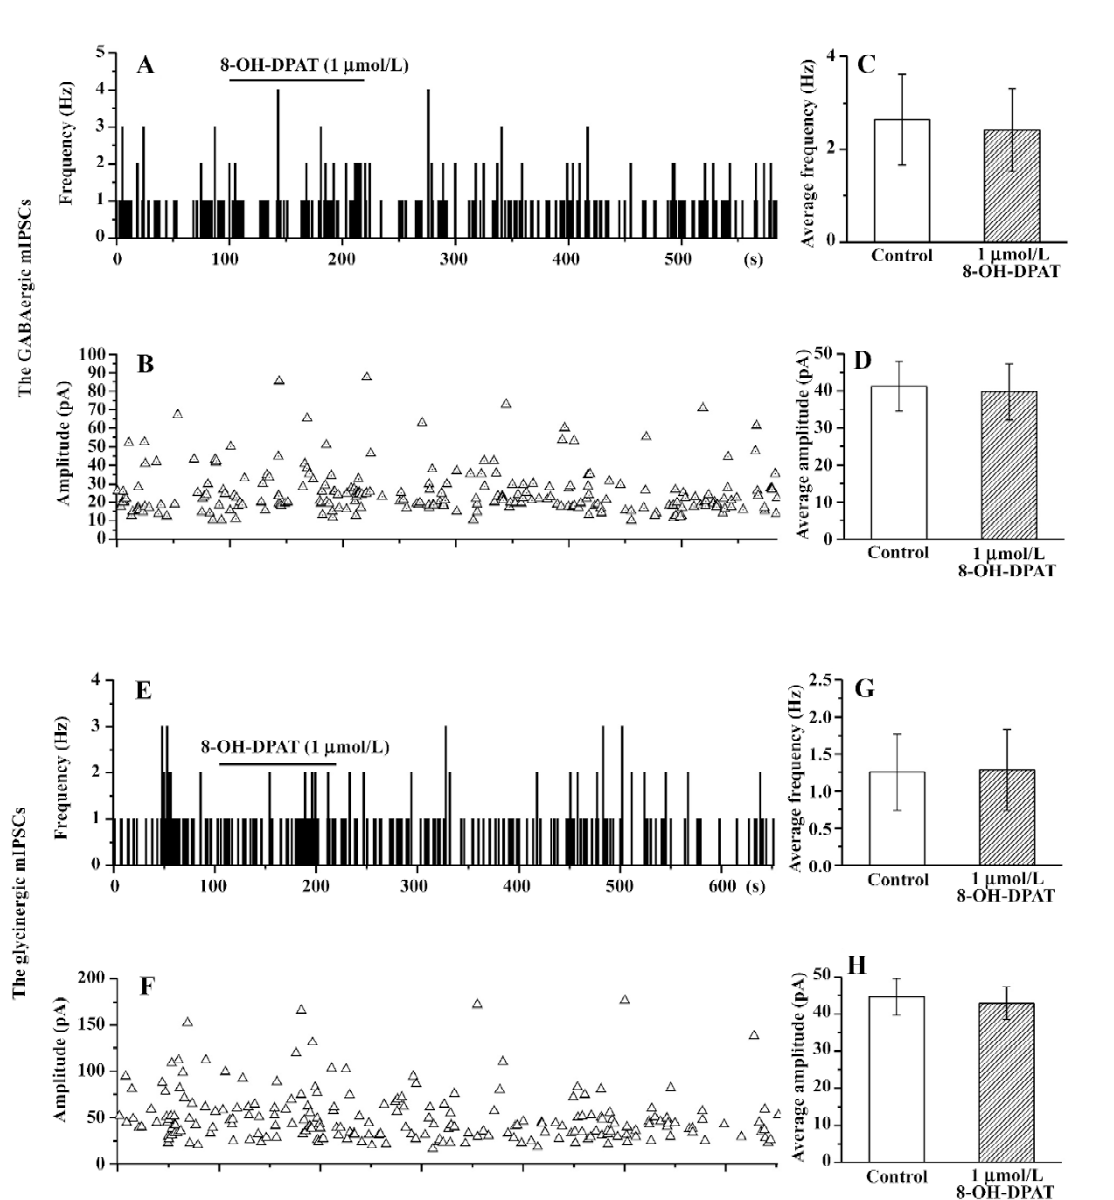 The GABAergic mIPSCs
A
8-OH-DPAT (1 μmol/L)
Frequency (Hz)
5
4
3
2
1
0
0 100 200 300 400 500 (s)
C
Average frequency (Hz)
4
2
0
Control
1 μmol/L
8-OH-DPAT
B
Amplitude (pA)
100
90
80
70
60
50
40
30
20
10
0
D
Average amplitude (pA)
50
40
30
20
10
0
Control
1 μmol/L
8-OH-DPAT
The glycinergic mIPSCs
E
8-OH-DPAT (1 μmol/L)
Frequency (Hz)
4
3
2
1
0
0 100 200 300 400 500 600 (s)
G
Average frequency (Hz)
2.5
2.0
1.5
1.0
0.5
0.0
Control
1 μmol/L
8-OH-DPAT
F
Amplitude (pA)
200
150
100
50
0
H
Average amplitude (pA)
50
40
30
20
10
0
Control
1 μmol/L
8-OH-DPAT